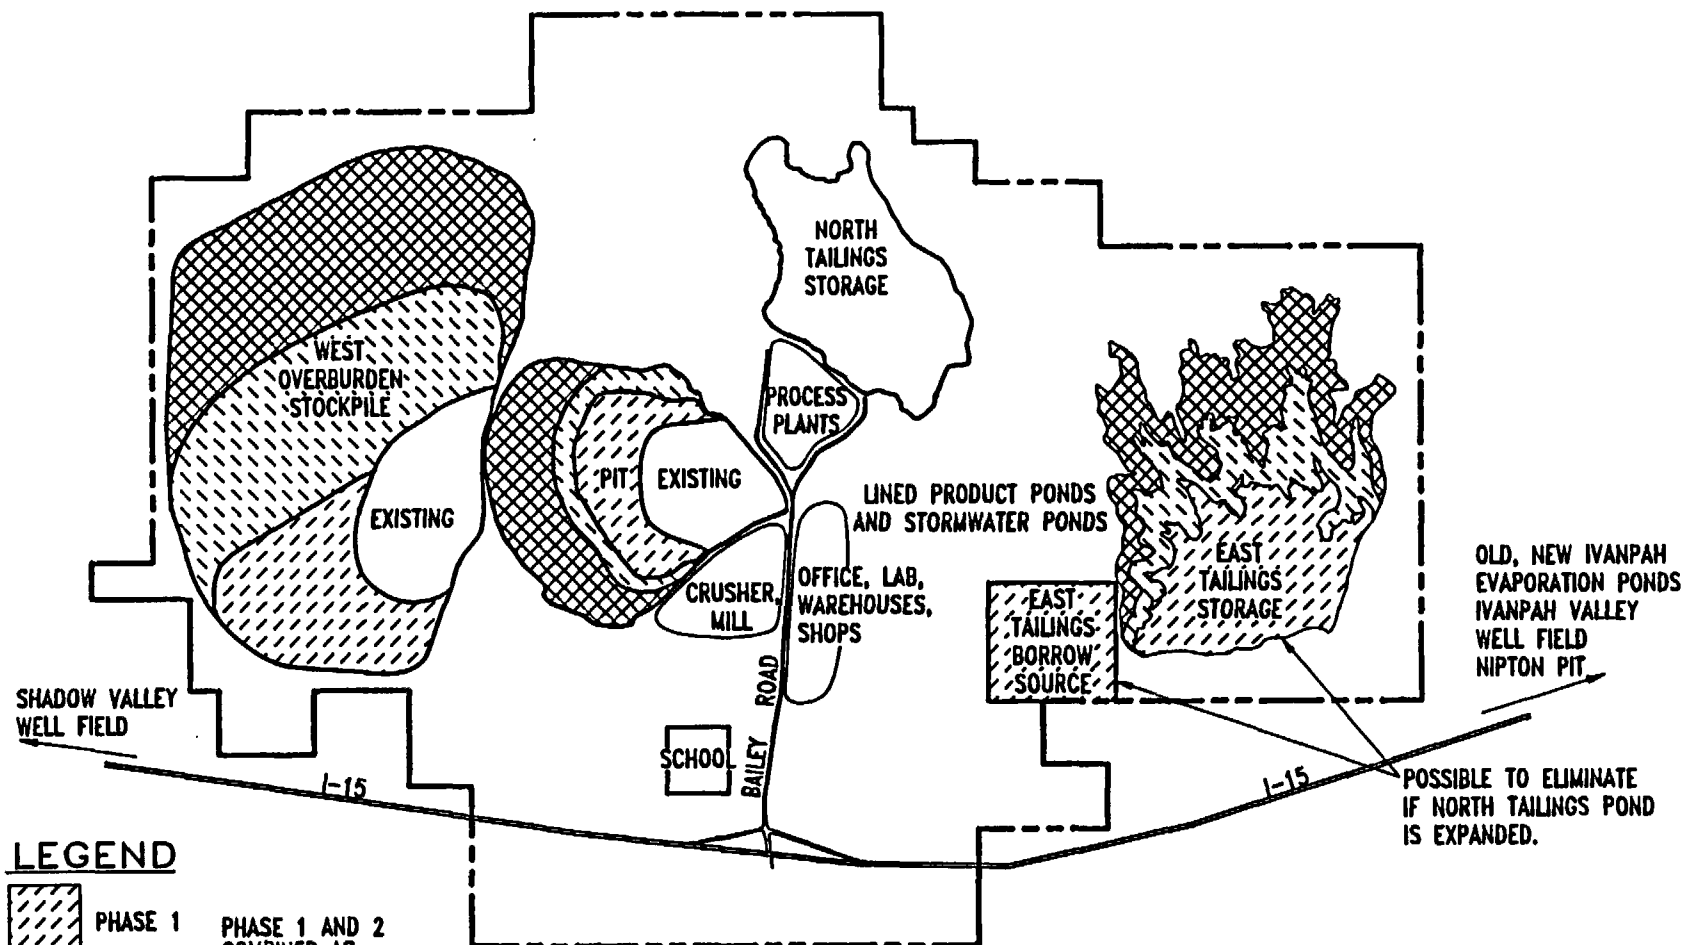 NORTH
TAILINGS
STORAGE
WEST
OVERBURDEN
STOCKPILE
PROCESS
PLANTS
PIT
EXISTING
EXISTING
LINED PRODUCT PONDS
AND STORMWATER PONDS
CRUSHER,
MILL
OFFICE, LAB,
WAREHOUSES,
SHOPS
EAST
TAILINGS
STORAGE
EAST
TAILINGS
BORROW
SOURCE
OLD, NEW IVANPAH
EVAPORATION PONDS
IVANPAH VALLEY
WELL FIELD
NIPTON PIT
SHADOW VALLEY
WELL FIELD
SCHOOL
BAILEY ROAD
I-15
I-15
POSSIBLE TO ELIMINATE
IF NORTH TAILINGS POND
IS EXPANDED.
LEGEND
PHASE 1
PHASE 1 AND 2